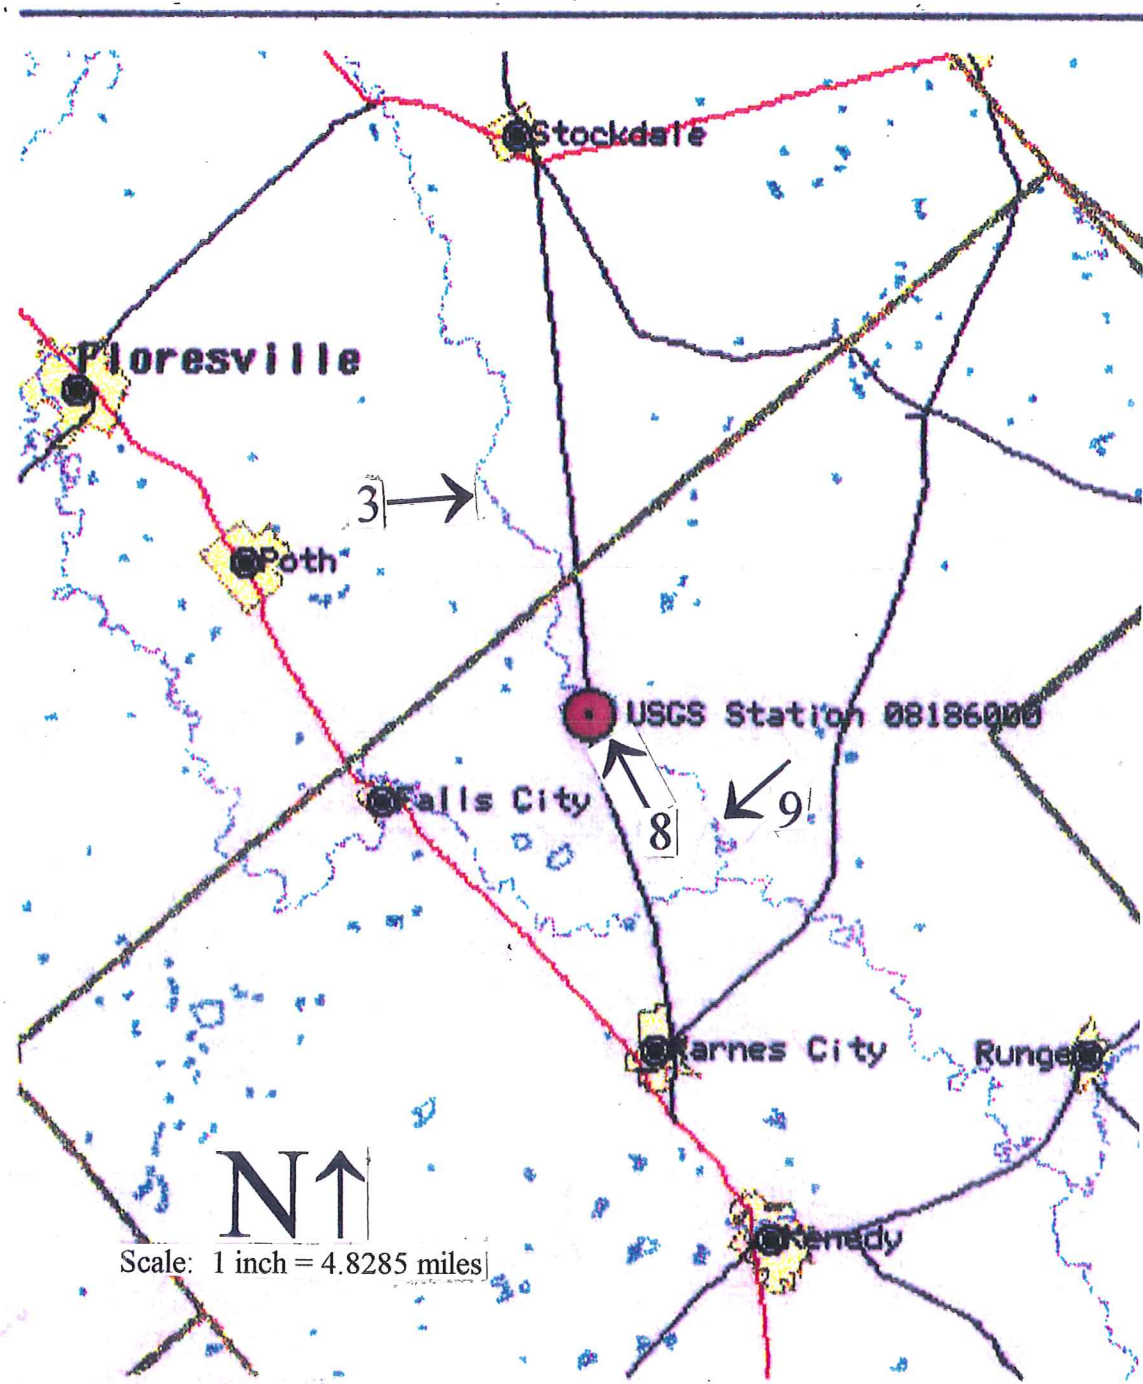 Stockdale
Floresville
3
Poth
USGS Station 08186000
Falls City
8
9
Karnes City
Runge
N
Scale: 1 inch = 4.8285 miles
Kenedy